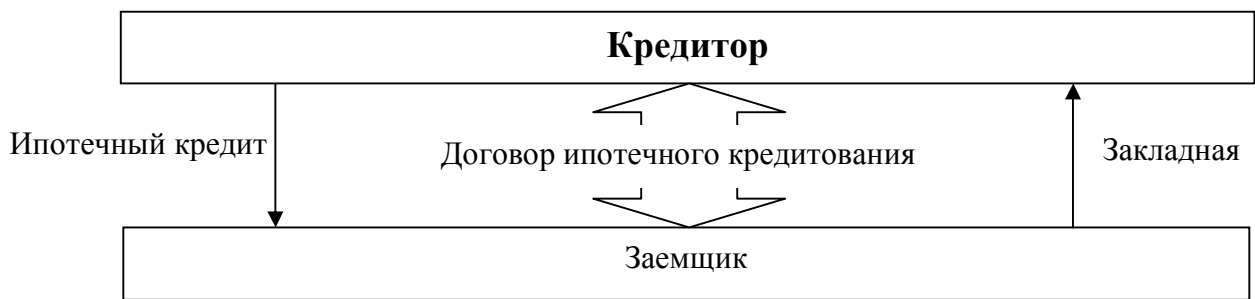 Кредитор
Ипотечный кредит
Договор ипотечного кредитования
Закладная
Заемщик